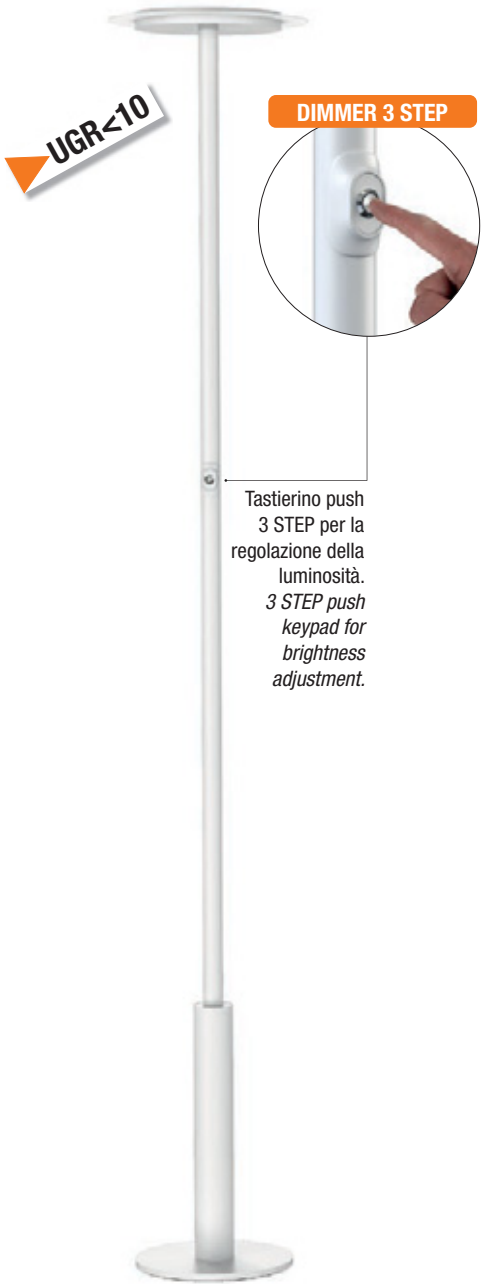 UGR<10
DIMMER 3 STEP
Tastierino push
3 STEP per la
regolazione della
luminosità.
3 STEP push
keypad for
brightness
adjustment.